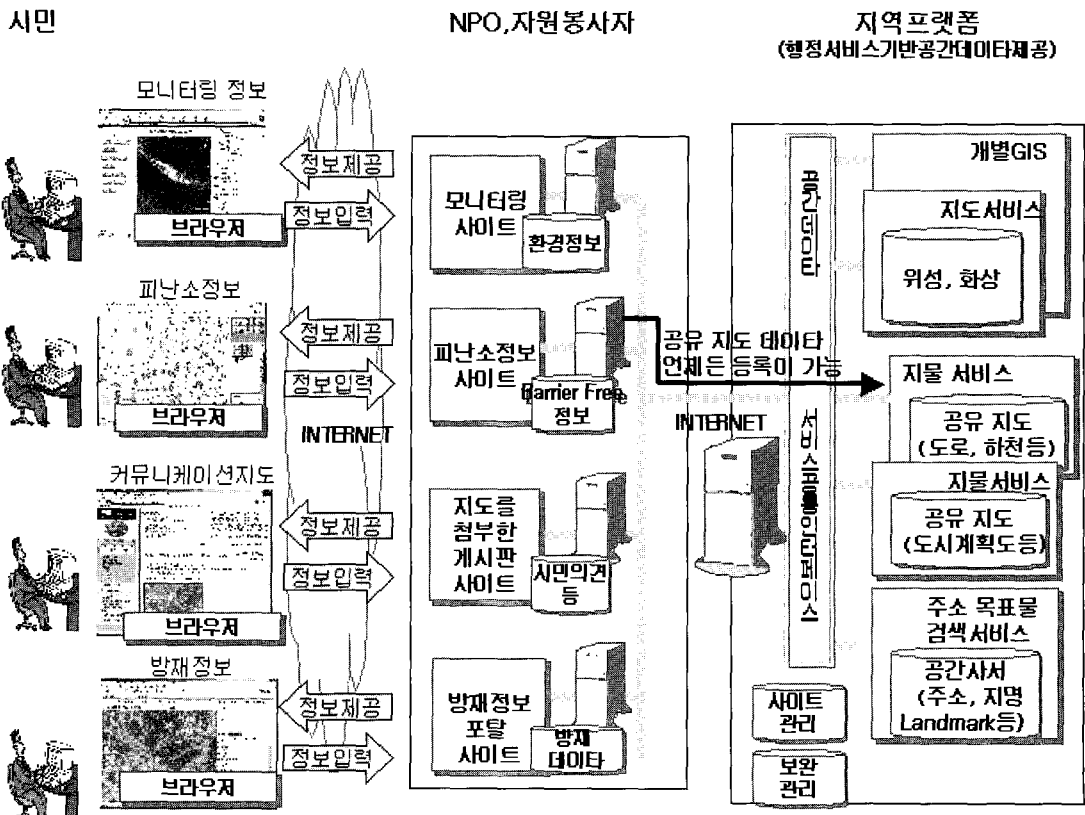 시민
NPO,자원봉사자
지역프랫폼
(행정서비스기반공간데이타제공)
모니터링 정보
정보제공
정보입력
브라우저
모니터링
사이트
환경정보
피난소정보
정보제공
정보입력
브라우저
INTERNET
피난소정보
사이트
Barrier Free
정보
공유 지도 데이타
언제든 등록이 가능
INTERNET
커뮤니케이션지도
정보제공
정보입력
브라우저
지도를
첨부한
게시판
사이트
시민의견
등
방재정보
정보제공
정보입력
브라우저
방재정보
포탈
사이트
방재
데이타
공간데이타
서비스공통인터페이스
개별GIS
지도서비스
위성, 화상
지물 서비스
공유 지도
(도로, 하천등)
지물서비스
공유 지도
(도시계획도등)
주소 목표물
검색서비스
공간사서
(주소, 지명
Landmark등)
사이트
관리
보완
관리